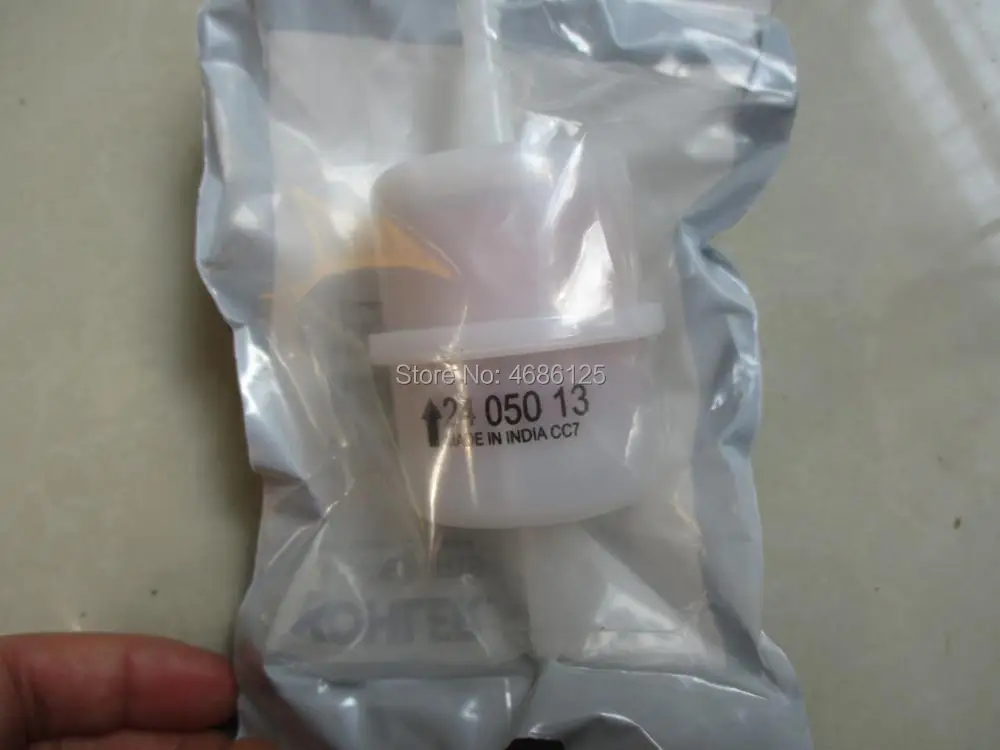 Store No: 4686125
24 050 13
MADE IN INDIA CC7